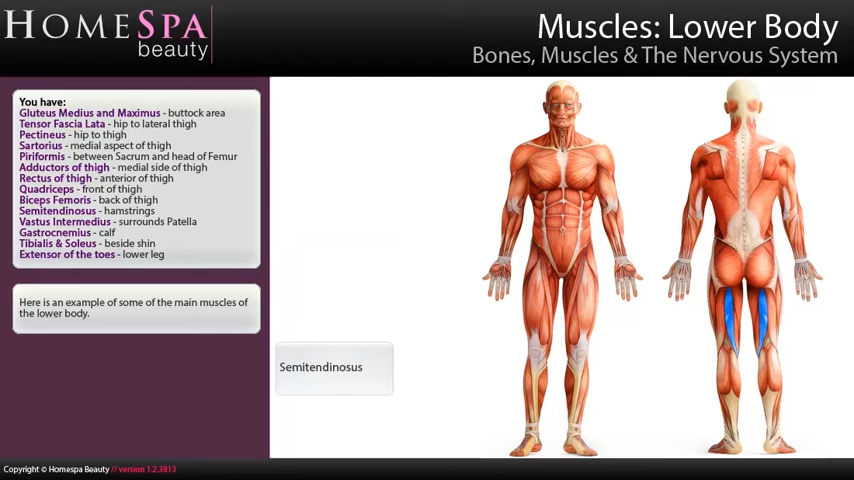 HOMESPA
beauty
Muscles: Lower Body
Bones, Muscles & The Nervous System
You have:
Gluteus Medius and Maximus - buttock area
Tensor Fascia Lata - hip to lateral thigh
Pectineus - hip to thigh
Sartorius - medial aspect of thigh
Piriformis - between Sacrum and head of Femur
Adductors of thigh - medial side of thigh
Rectus of thigh - anterior of thigh
Quadriceps - front of thigh
Biceps Femoris - back of thigh
Semitendinosus - hamstrings
Vastus Intermedius - surrounds Patella
Gastrocnemius - calf
Tibialis & Soleus - beside shin
Extensor of the toes - lower leg
Here is an example of some of the main muscles of
the lower body.
Semitendinosus
Copyright © Homespa Beauty // version 1.2.3813